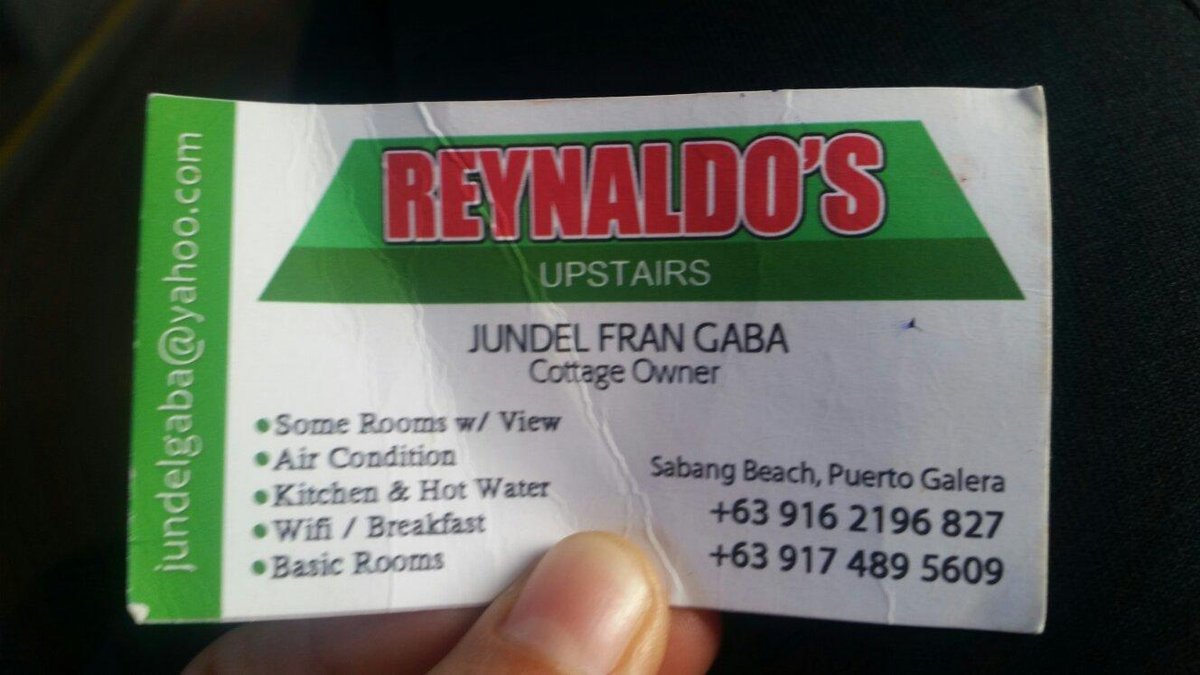 jundelgaba@yahoo.com
REYNALDO'S
UPSTAIRS
JUNDEL FRAN GABA
Cottage Owner
•Some Rooms w/ View
•Air Condition
•Kitchen & Hot Water
•Wifi / Breakfast
•Basic Rooms
Sabang Beach, Puerto Galera
+63 916 2196 827
+63 917 489 5609